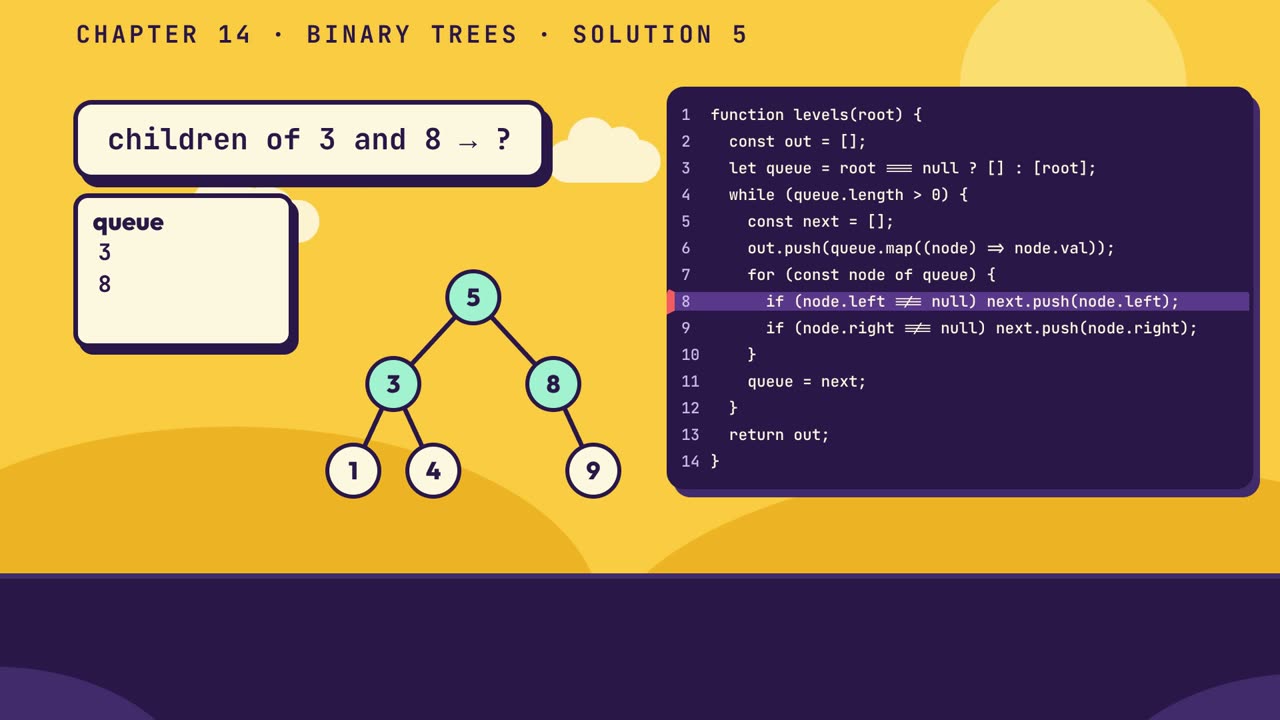 CHAPTER 14 · BINARY TREES · SOLUTION 5
children of 3 and 8 → ?
queue
3
8
5
3 8
1 4 9
1 function levels(root) {
2 const out = [];
3 let queue = root === null ? [] : [root];
4 while (queue.length > 0) {
5 const next = [];
6 out.push(queue.map((node) => node.val));
7 for (const node of queue) {
8 if (node.left !== null) next.push(node.left);
9 if (node.right !== null) next.push(node.right);
10 }
11 queue = next;
12 }
13 return out;
14 }